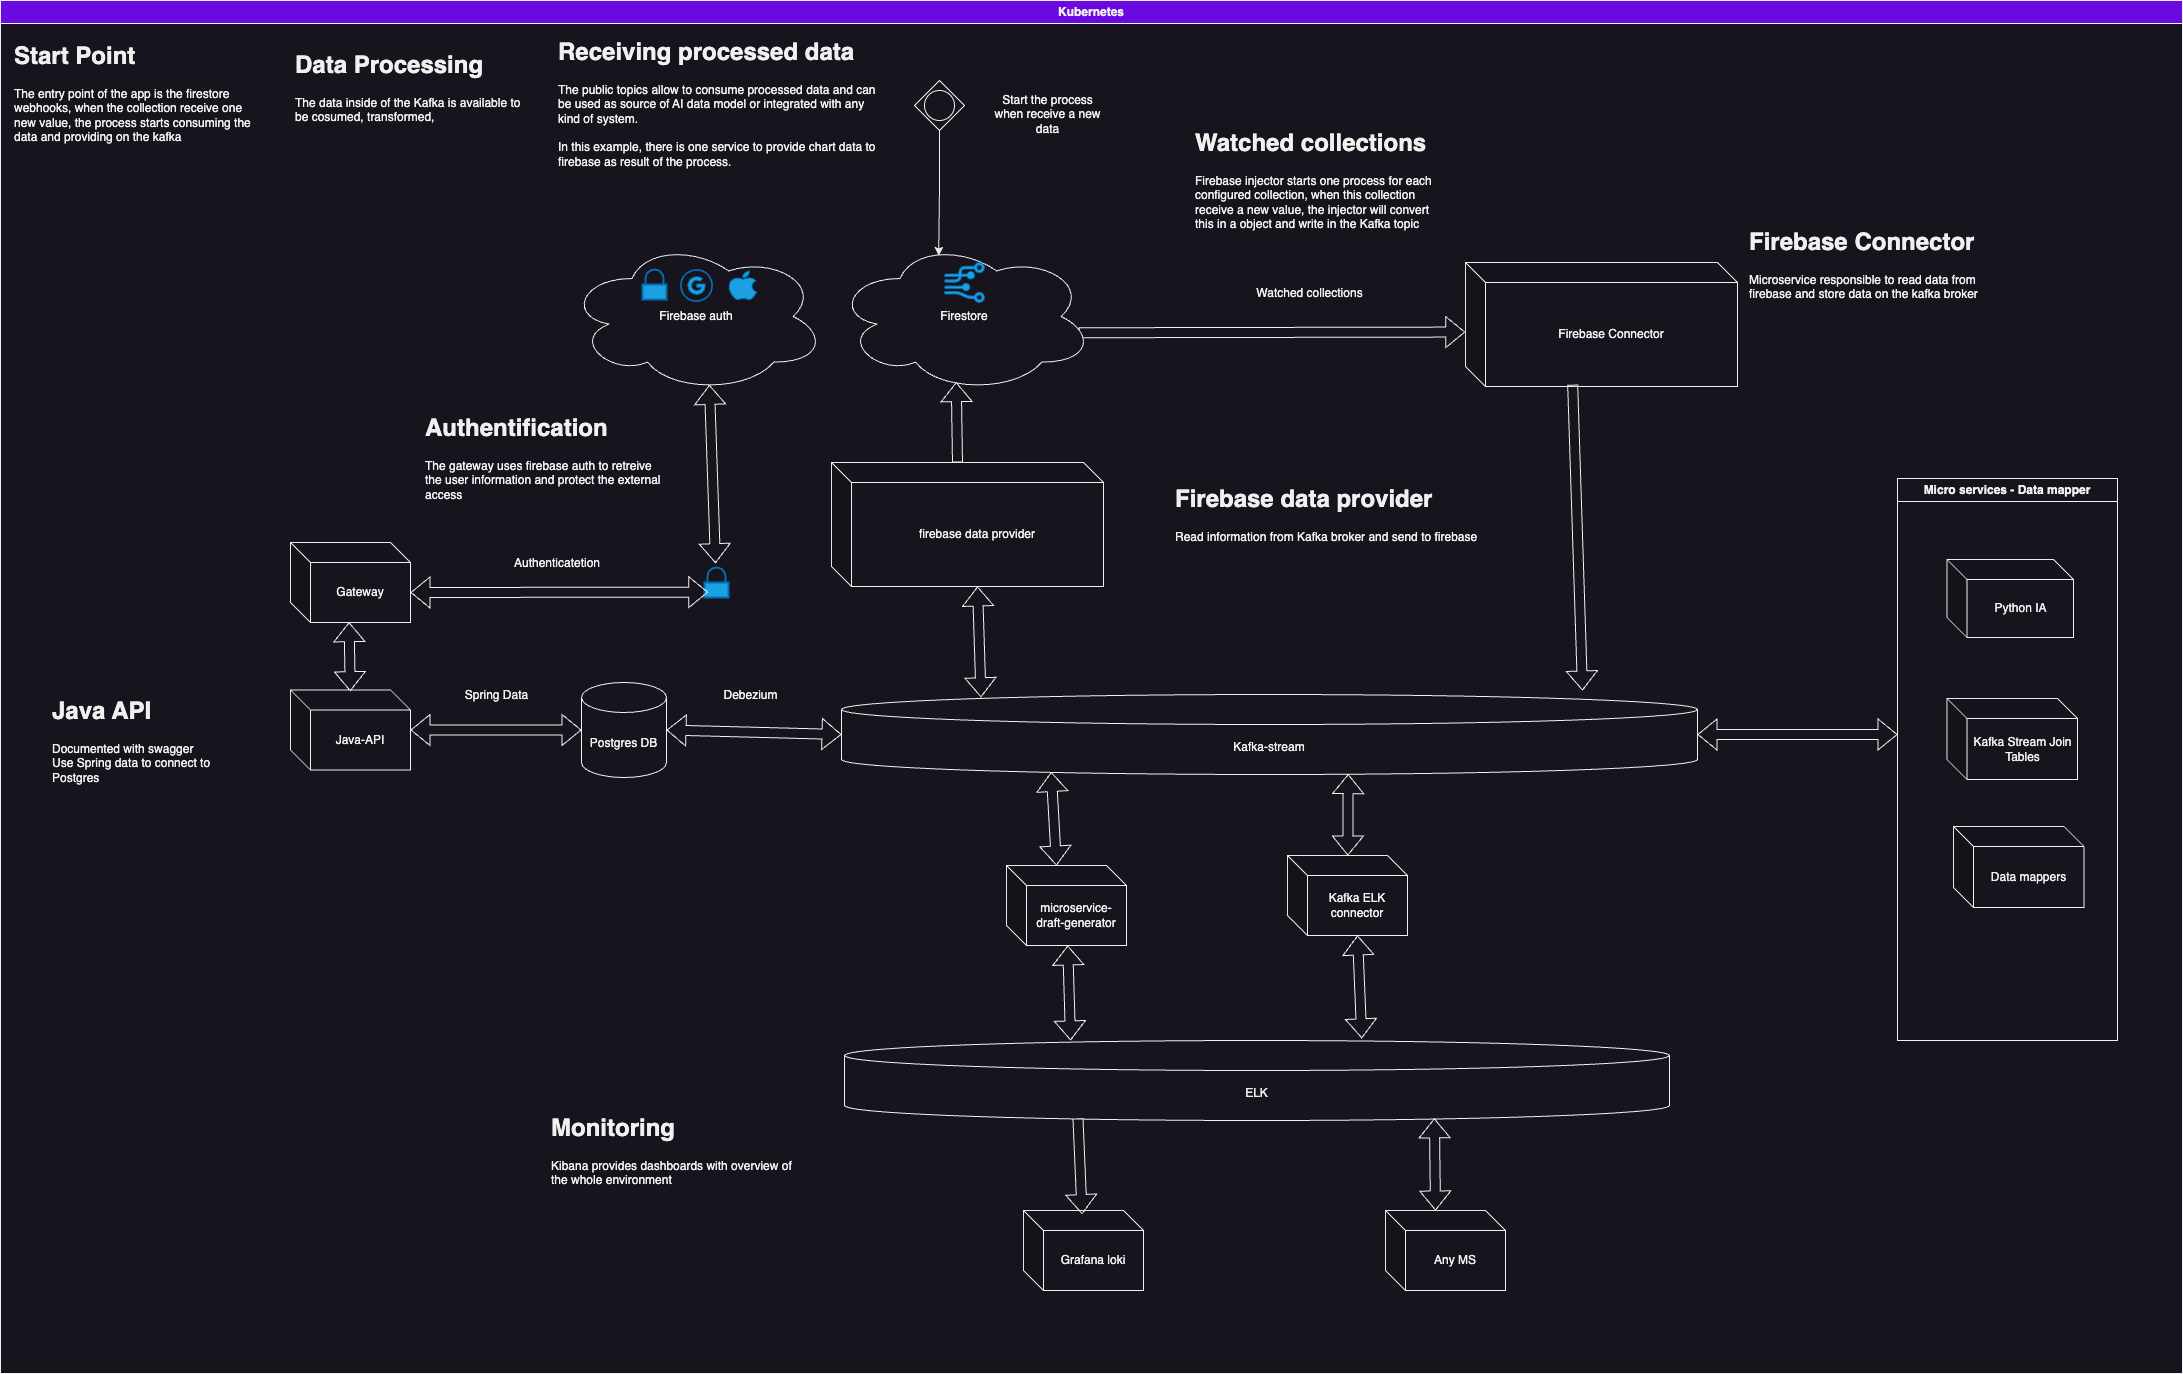 Kubernetes
Start Point
The entry point of the app is the firestore
webhooks, when the collection receive one
new value, the process starts consuming the
data and providing on the kafka
Data Processing
The data inside of the Kafka is available to
be cosumed, transformed,
Receiving processed data
The public topics allow to consume processed data and can
be used as source of AI data model or integrated with any
kind of system.
In this example, there is one service to provide chart data to
firebase as result of the process.
Start the process
when receive a new
data
Watched collections
Firebase injector starts one process for each
configured collection, when this collection
receive a new value, the injector will convert
this in a object and write in the Kafka topic
Firebase Connector
Microservice responsible to read data from
firebase and store data on the kafka broker
Firebase auth
Firestore
Watched collections
Firebase Connector
Authentification
The gateway uses firebase auth to retreive
the user information and protect the external
access
firebase data provider
Firebase data provider
Read information from Kafka broker and send to firebase
Micro services - Data mapper
Python IA
Kafka Stream Join
Tables
Data mappers
Gateway
Authenticatetion
Java API
Documented with swagger
Use Spring data to connect to
Postgres
Java-API
Spring Data
Postgres DB
Debezium
Kafka-stream
microservice-
draft-generator
Kafka ELK
connector
ELK
Monitoring
Kibana provides dashboards with overview of
the whole environment
Grafana loki
Any MS